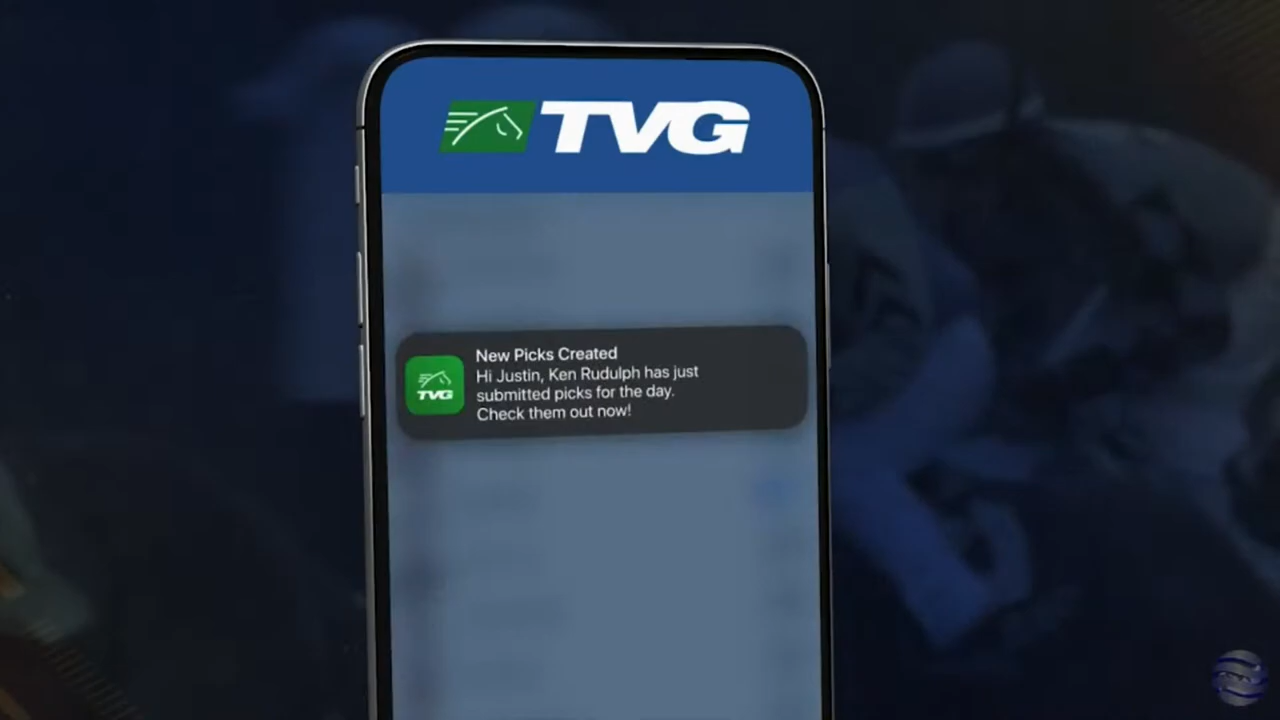 TVG
New Picks Created
Hi Justin, Ken Rudulph has just
submitted picks for the day.
Check them out now!
TVG